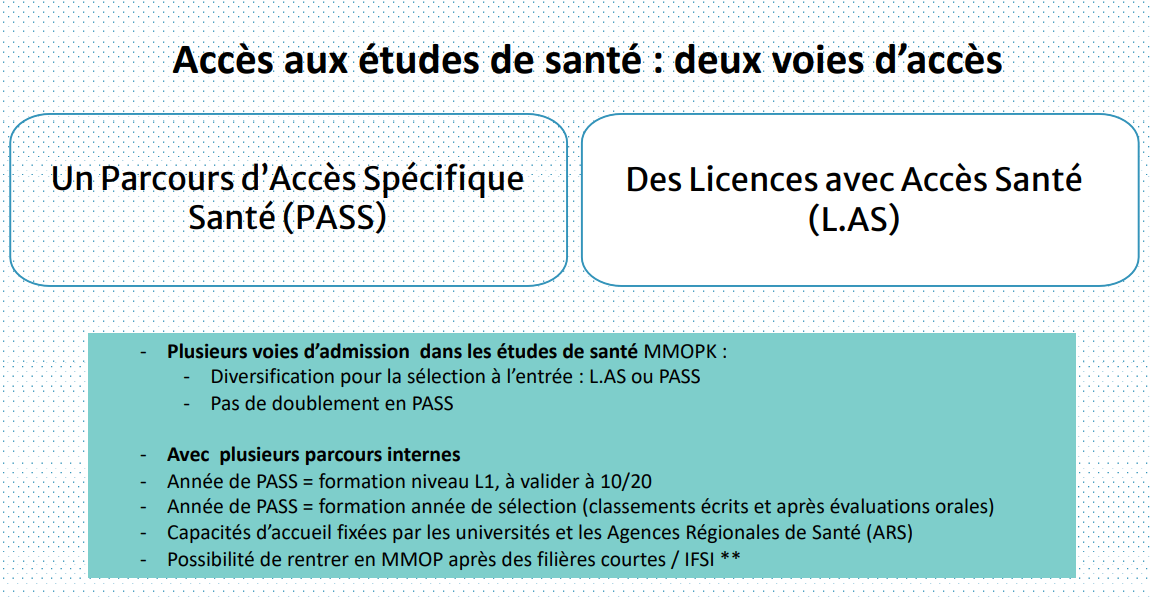 Accès aux études de santé : deux voies d’accès
Un Parcours d’Accès Spécifique
Santé (PASS)
Des Licences avec Accès Santé
(L.AS)
- Plusieurs voies d’admission dans les études de santé MMOPK :
- Diversification pour la sélection à l’entrée : L.AS ou PASS
- Pas de doublement en PASS
- Avec plusieurs parcours internes
- Année de PASS = formation niveau L1, à valider à 10/20
- Année de PASS = formation année de sélection (classements écrits et après évaluations orales)
- Capacités d’accueil fixées par les universités et les Agences Régionales de Santé (ARS)
- Possibilité de rentrer en MMOP après des filières courtes / IFSI **